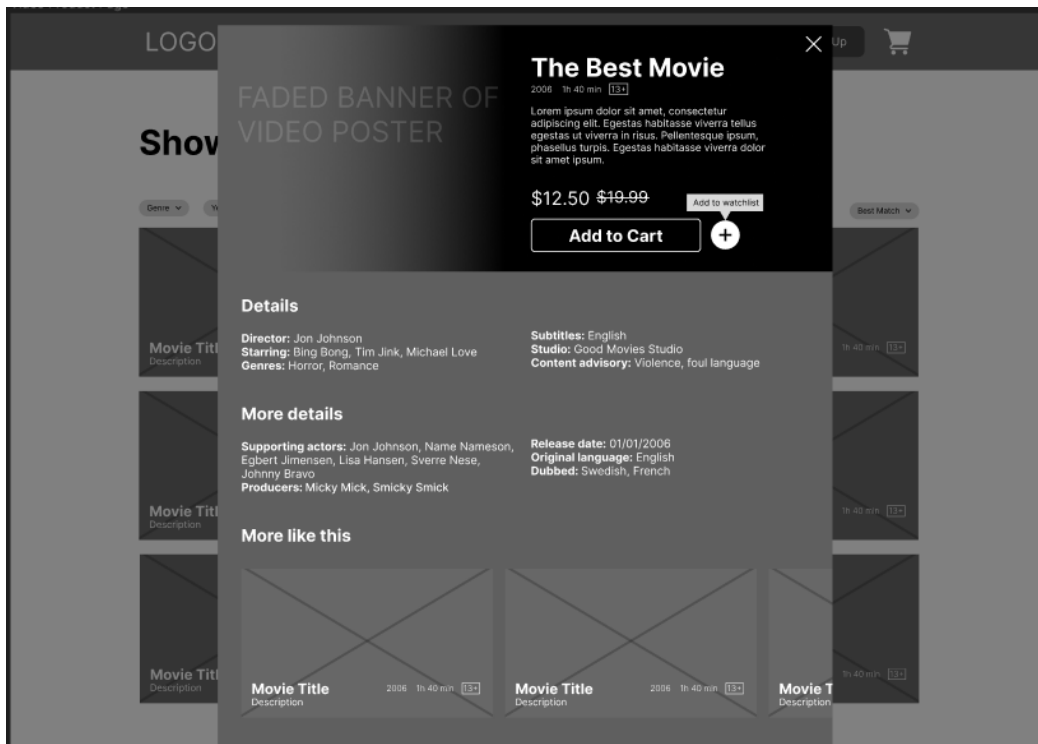 LOGO
Up
The Best Movie
2006 1h 40 min 13+
FADED BANNER OF
VIDEO POSTER
Lorem ipsum dolor sit amet, consectetur
adipiscing elit. Egestas habitasse viverra tellus
egestas ut viverra in risus. Pellentesque ipsum,
phasellus turpis. Egestas habitasse viverra dolor
sit amet ipsum.
$12.50 $19.99
Add to watchlist
Add to Cart
Show
Genre
Ye
Best Match
Details
Director: Jon Johnson
Starring: Bing Bong, Tim Jink, Michael Love
Genres: Horror, Romance
Subtitles: English
Studio: Good Movies Studio
Content advisory: Violence, foul language
More details
Supporting actors: Jon Johnson, Name Nameson,
Egbert Jimensen, Lisa Hansen, Sverre Nese,
Johnny Bravo
Producers: Micky Mick, Smicky Smick
Release date: 01/01/2006
Original language: English
Dubbed: Swedish, French
More like this
Movie Title 2006 1h 40 min 13+
Description
Movie Title 2006 1h 40 min 13+
Description
Movie T
Description
Movie Titl
Description
1h 40 min 13+
Movie Titl
Description
1h 40 min 13+
Movie Titl
Description
1h 40 min 13+